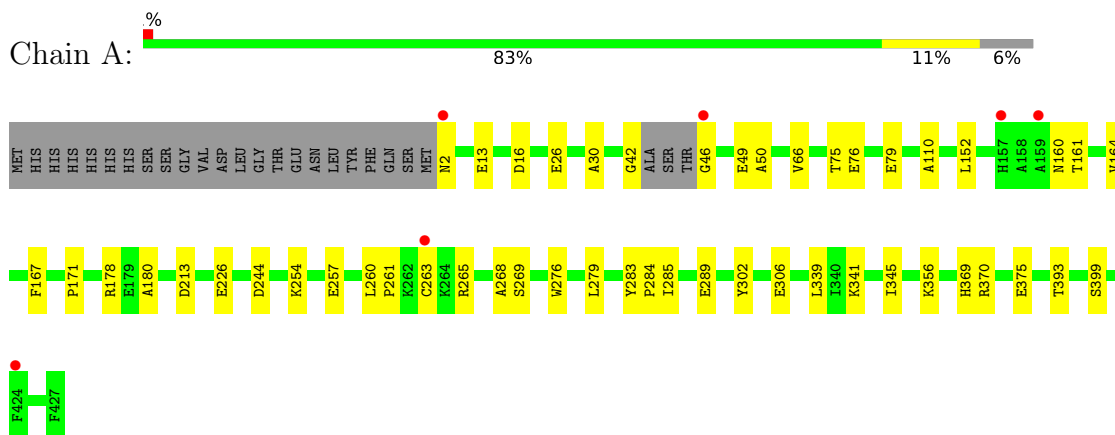 .%
Chain A:
83% 11% 6%
MET HIS HIS HIS HIS HIS HIS SER SER GLY VAL ASP LEU GLY THR GLU ASN LEU TYR PHE GLN SER MET N2 E13 D16 E26 A30 G42 ALA SER THR G46 E49 A50 V66 T75 E76 E79 A110 L152 H157 A158 A159 N160 T161
F167 P171 R178 E179 A180 D213 E226 D244 K254 E257 L260 P261 K262 C263 K264 R265 A268 S269 W276 L279 Y283 P284 I285 E289 Y302 E306 L339 I340 K341 I345 K356 H369 R370 E375 T393 S399
F424 F427